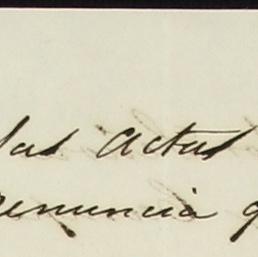 las actas
renuncia q